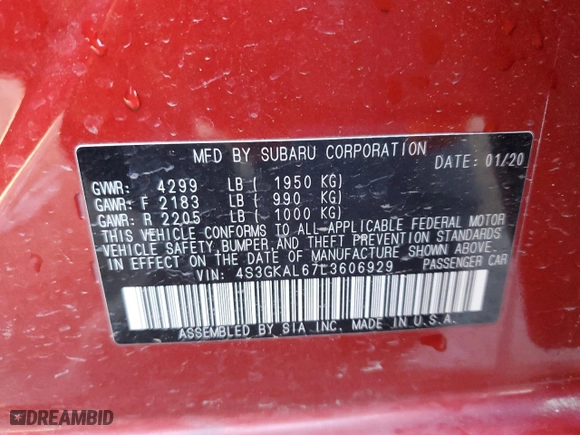 MFD BY SUBARU CORPORATION DATE: 01/20
GVWR: 4299 LB ( 1950 KG)
GAWR: F 2183 LB ( 990 KG)
GAWR: R 2205 LB ( 1000 KG)
THIS VEHICLE CONFORMS TO ALL APPLICABLE FEDERAL MOTOR
VEHICLE SAFETY, BUMPER, AND THEFT PREVENTION STANDARDS
IN EFFECT ON THE DATE OF MANUFACTURE SHOWN ABOVE.
VIN: 4S3GKAL67L3606929 PASSENGER CAR
ASSEMBLED BY SIA INC. MADE IN U.S.A.
DREAMBID